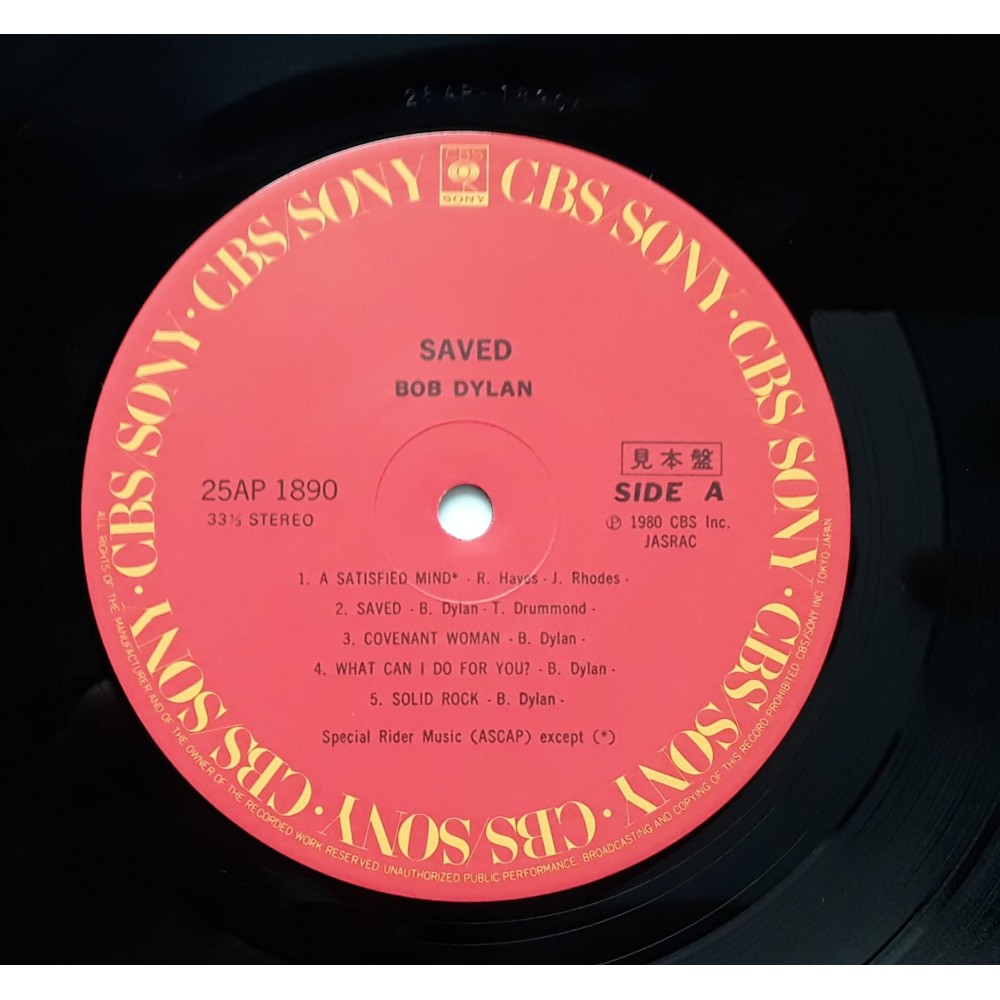 25AP-1890A
CBS
SONY
CBS/SONY · CBS/SONY · CBS/SONY · CBS/SONY · CBS/SONY · CBS/SONY · CBS/SONY · CBS/SONY
SAVED
BOB DYLAN
見本盤
25AP 1890
SIDE A
33⅓ STEREO
Ⓟ 1980 CBS Inc.
JASRAC
1. A SATISFIED MIND* - R. Hayes - J. Rhodes -
2. SAVED - B. Dylan - T. Drummond -
3. COVENANT WOMAN - B. Dylan -
4. WHAT CAN I DO FOR YOU? - B. Dylan -
5. SOLID ROCK - B. Dylan -
Special Rider Music (ASCAP) except (*)
ALL RIGHTS OF THE MANUFACTURER AND OF THE OWNER OF THE RECORDED WORK RESERVED. UNAUTHORIZED PUBLIC PERFORMANCE, BROADCASTING AND COPYING OF THIS RECORD PROHIBITED CBS/SONY INC. TOKYO JAPAN